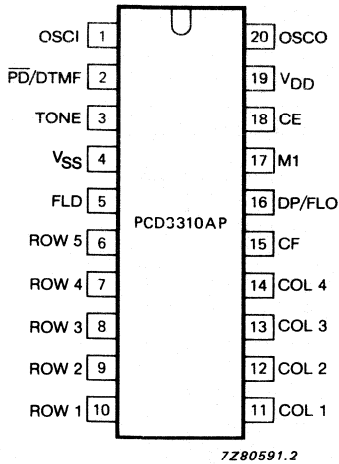 OSCI 1 20 OSCO
P̅D̅/DTMF 2 19 VDD
TONE 3 18 CE
VSS 4 17 M1
FLD 5 16 DP/FLO
PCD3310AP
ROW 5 6 15 CF
ROW 4 7 14 COL 4
ROW 3 8 13 COL 3
ROW 2 9 12 COL 2
ROW 1 10 11 COL 1
7Z80591.2